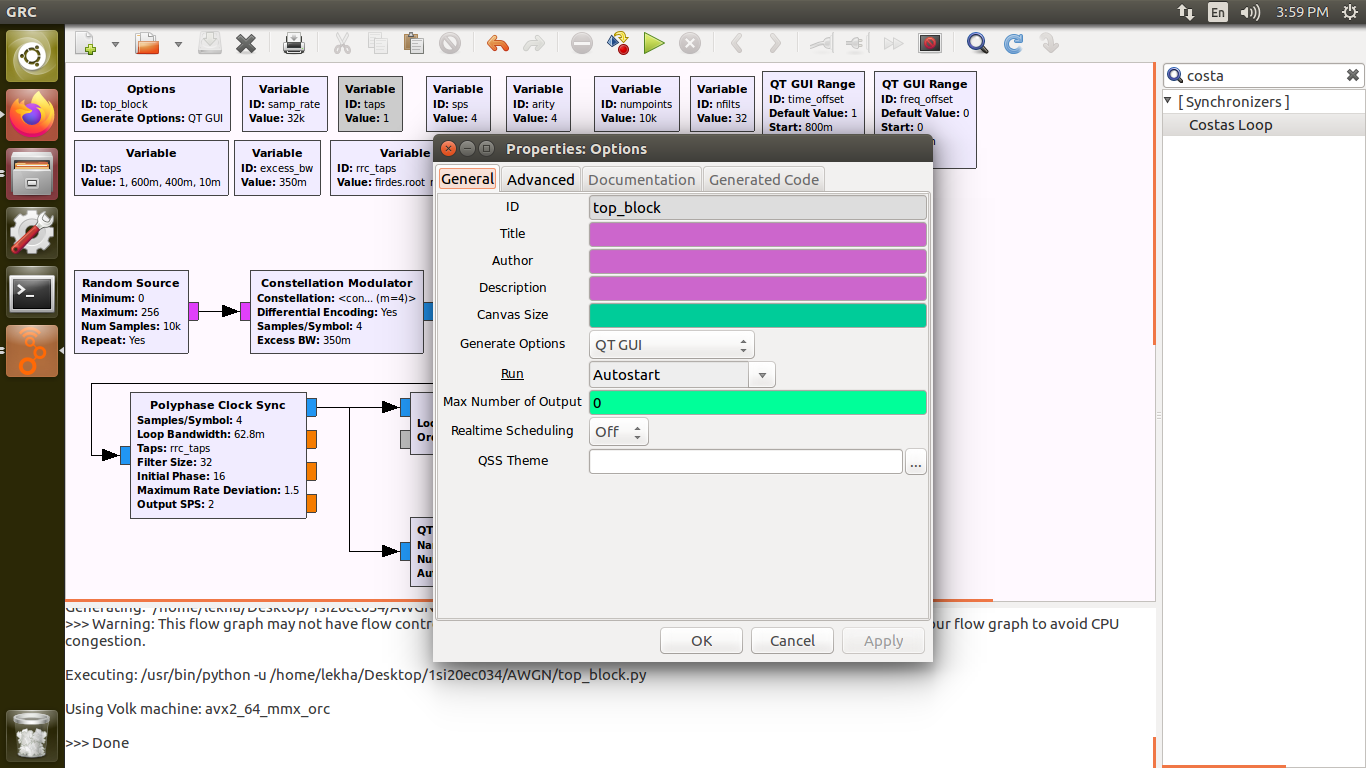 GRC
En
3:59 PM
Options
ID: top_block
Generate Options: QT GUI
Variable
ID: samp_rate
Value: 32k
Variable
ID: taps
Value: 1
Variable
ID: sps
Value: 4
Variable
ID: arity
Value: 4
Variable
ID: numpoints
Value: 10k
Variable
ID: nfilts
Value: 32
QT GUI Range
ID: time_offset
Default Value: 1
Start: 800m
QT GUI Range
ID: freq_offset
Default Value: 0
Start: 0
costa
[ Synchronizers ]
Costas Loop
Variable
ID: taps
Value: 1, 600m, 400m, 10m
Variable
ID: excess_bw
Value: 350m
Variable
ID: rrc_taps
Value: firdes.root_r
Random Source
Minimum: 0
Maximum: 256
Num Samples: 10k
Repeat: Yes
Constellation Modulator
Constellation: <con... (m=4)>
Differential Encoding: Yes
Samples/Symbol: 4
Excess BW: 350m
Polyphase Clock Sync
Samples/Symbol: 4
Loop Bandwidth: 62.8m
Taps: rrc_taps
Filter Size: 32
Initial Phase: 16
Maximum Rate Deviation: 1.5
Output SPS: 2
Loo
Ord
QT
Na
Nu
Aut
Properties: Options
General
Advanced
Documentation
Generated Code
ID
top_block
Title
Author
Description
Canvas Size
Generate Options
QT GUI
Run
Autostart
Max Number of Output
0
Realtime Scheduling
Off
QSS Theme
...
OK
Cancel
Apply
Generating: '/home/lekha/Desktop/1si20ec034/AW
>>> Warning: This flow graph may not have flow contr
our flow graph to avoid CPU
congestion.
Executing: /usr/bin/python -u /home/lekha/Desktop/1si20ec034/AWGN/top_block.py
Using Volk machine: avx2_64_mmx_orc
>>> Done